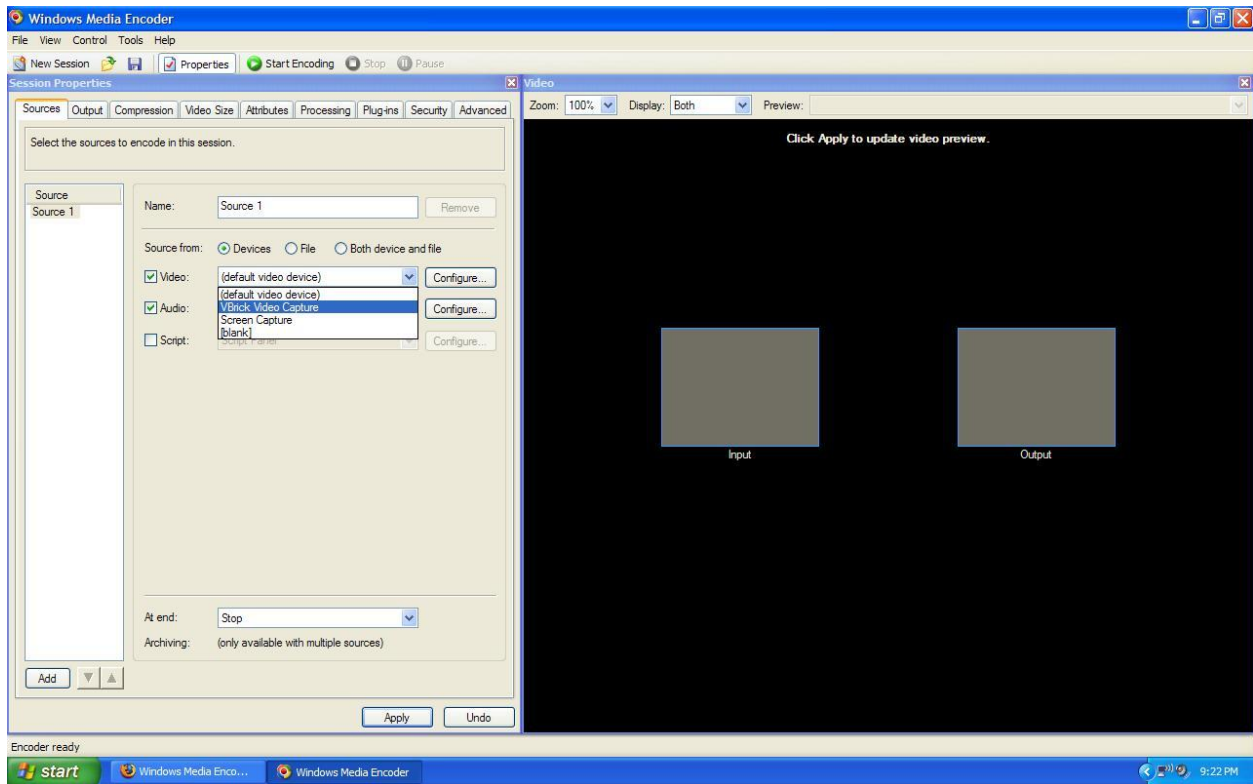 Windows Media Encoder
File View Control Tools Help
New Session Properties Start Encoding Stop Pause
Session Properties
Sources Output Compression Video Size Attributes Processing Plug-ins Security Advanced
Select the sources to encode in this session.
Source
Source 1
Name: Source 1 Remove
Source from: Devices File Both device and file
Video: (default video device) Configure...
(default video device)
VBrick Video Capture
Screen Capture
[blank]
Audio: Configure...
Script: Script Panel Configure...
At end: Stop
Archiving: (only available with multiple sources)
Add
Apply Undo
Video
Zoom: 100% Display: Both Preview:
Click Apply to update video preview.
Input Output
Encoder ready
start Windows Media Enco... Windows Media Encoder 9:22 PM